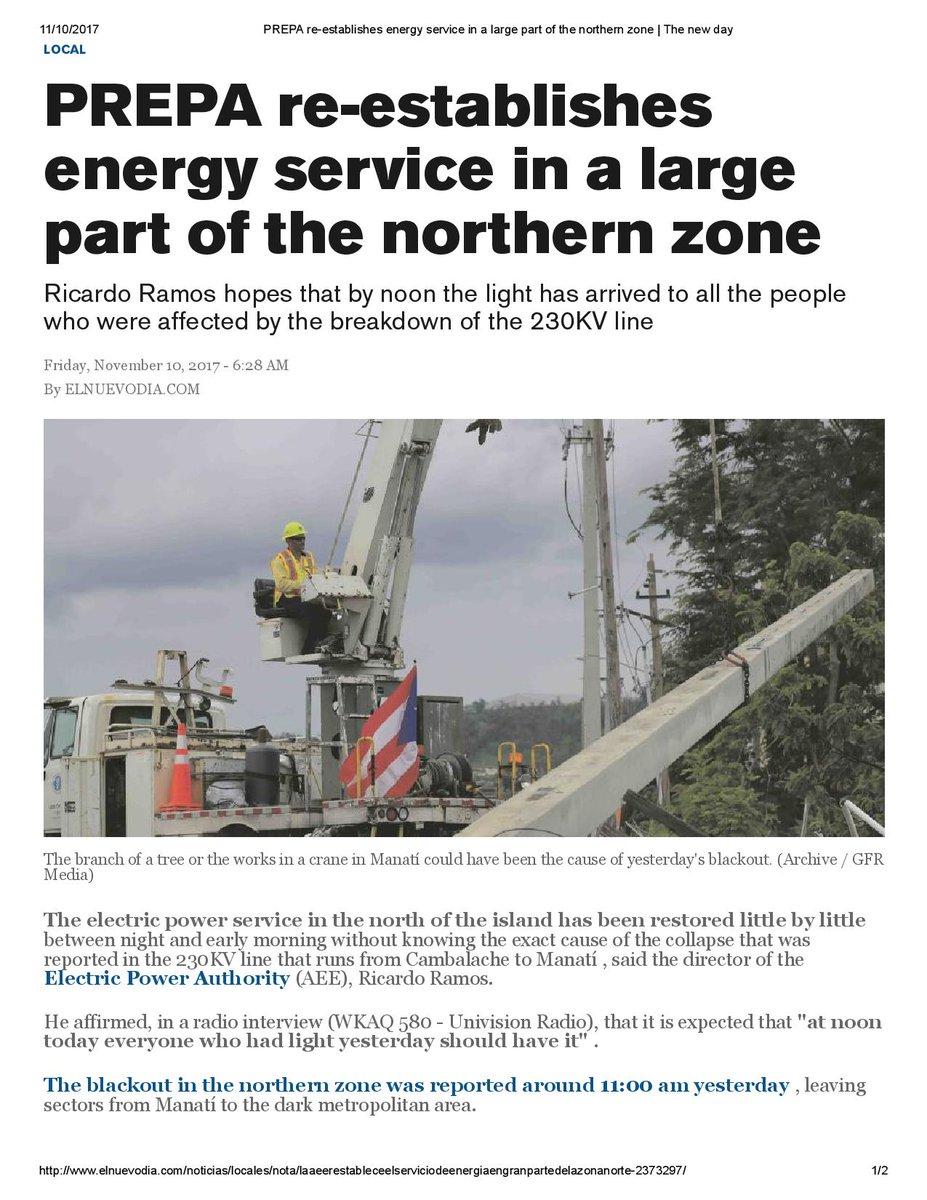 11/10/2017 PREPA re-establishes energy service in a large part of the northern zone | The new day
LOCAL
PREPA re-establishes
energy service in a large
part of the northern zone
Ricardo Ramos hopes that by noon the light has arrived to all the people
who were affected by the breakdown of the 230KV line
Friday, November 10, 2017 - 6:28 AM
By ELNUEVODIA.COM
The branch of a tree or the works in a crane in Manatí could have been the cause of yesterday's blackout. (Archive / GFR
Media)
The electric power service in the north of the island has been restored little by little
between night and early morning without knowing the exact cause of the collapse that was
reported in the 230KV line that runs from Cambalache to Manatí , said the director of the
Electric Power Authority (AEE), Ricardo Ramos.
He affirmed, in a radio interview (WKAQ 580 - Univision Radio), that it is expected that "at noon
today everyone who had light yesterday should have it" .
The blackout in the northern zone was reported around 11:00 am yesterday , leaving
sectors from Manatí to the dark metropolitan area.
http://www.elnuevodia.com/noticias/locales/nota/laaeerestableceelserviciodeenergiaengranpartedelazonanorte-2373297/ 1/2